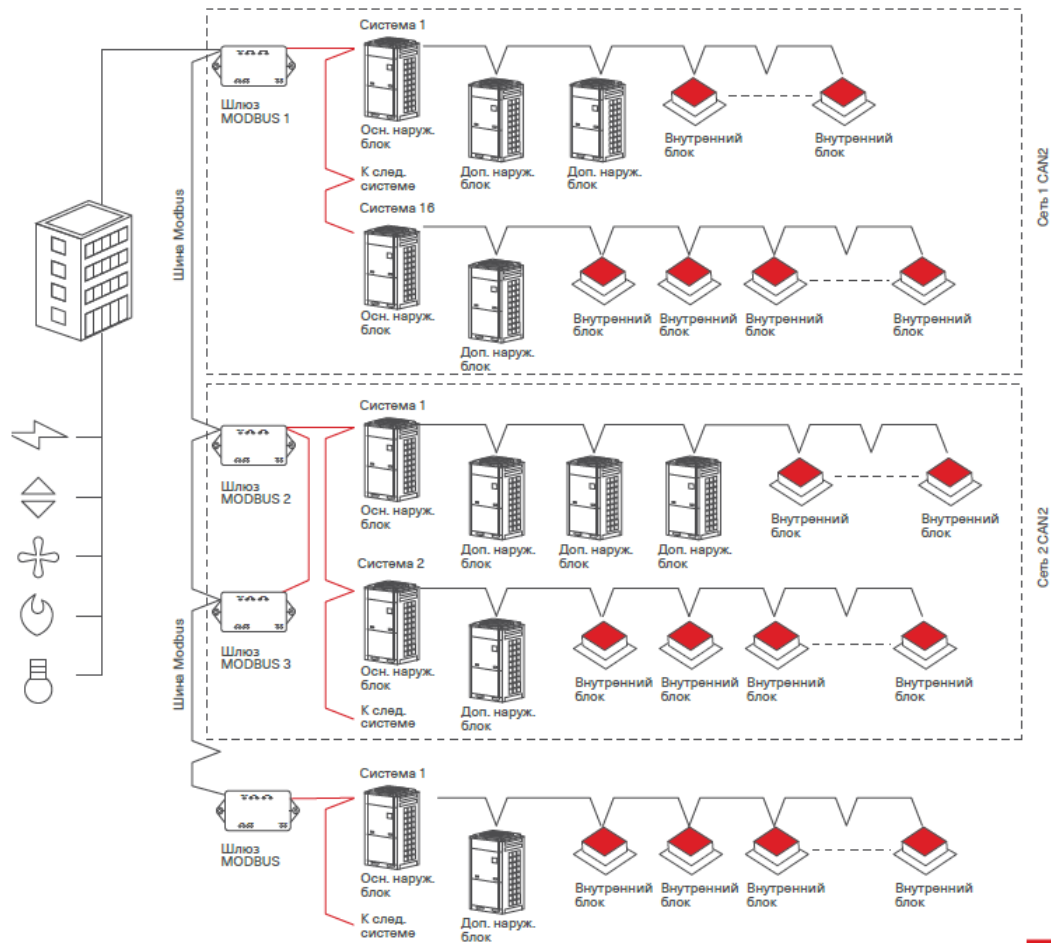 Система 1
Шлюз
MODBUS 1
Осн. наруж.
блок
Доп. наруж.
блок
Доп. наруж.
блок
Внутренний
блок
Внутренний
блок
К след.
системе
Сеть 1 CAN2
Шина Modbus
Система 16
Осн. наруж.
блок
Доп. наруж.
блок
Внутренний
блок
Внутренний
блок
Внутренний
блок
Внутренний
блок
Система 1
Шлюз
MODBUS 2
Осн. наруж.
блок
Доп. наруж.
блок
Доп. наруж.
блок
Доп. наруж.
блок
Внутренний
блок
Внутренний
блок
Сеть 2 CAN2
Система 2
Шлюз
MODBUS 3
Шина Modbus
Осн. наруж.
блок
Доп. наруж.
блок
Внутренний
блок
Внутренний
блок
Внутренний
блок
Внутренний
блок
К след.
системе
Система 1
Шлюз
MODBUS
Осн. наруж.
блок
Доп. наруж.
блок
Внутренний
блок
Внутренний
блок
Внутренний
блок
Внутренний
блок
К след.
системе